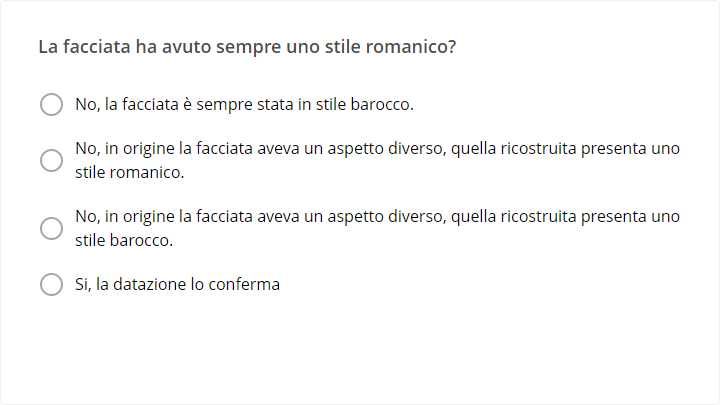 La facciata ha avuto sempre uno stile romanico?
No, la facciata è sempre stata in stile barocco.
No, in origine la facciata aveva un aspetto diverso, quella ricostruita presenta uno
stile romanico.
No, in origine la facciata aveva un aspetto diverso, quella ricostruita presenta uno
stile barocco.
Si, la datazione lo conferma